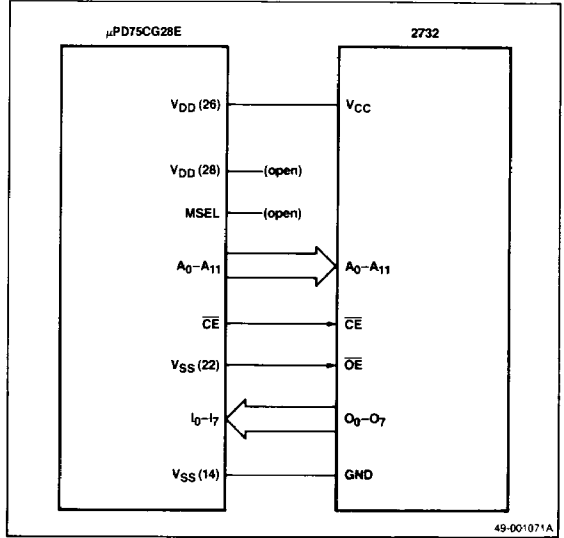 μPD75CG28E 2732
VDD (26) VCC
VDD (28) (open)
MSEL (open)
A0–A11 A0–A11
CE CE
VSS (22) OE
I0–I7 O0–O7
VSS (14) GND
49-001071A